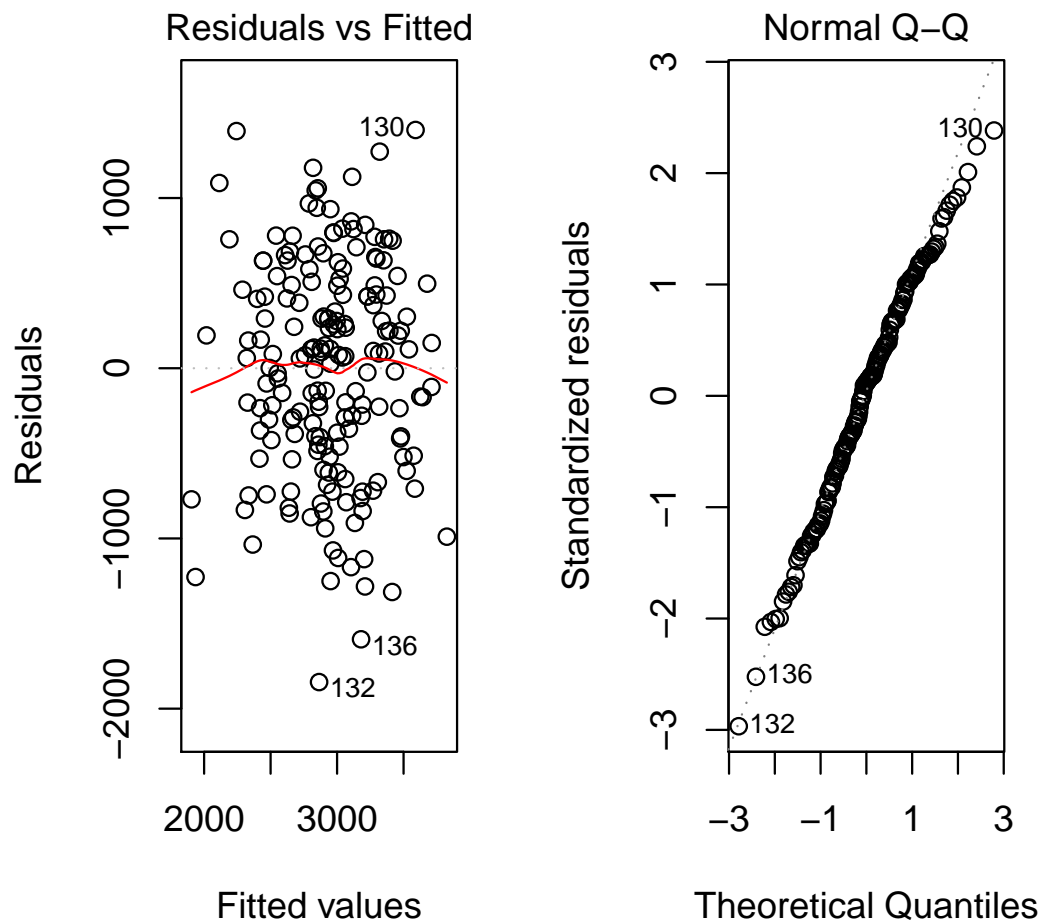 Residuals vs Fitted
Residuals
1000
0
−1000
−2000
130
136
132
2000 3000
Fitted values
Normal Q−Q
Standardized residuals
3
2
1
0
−1
−2
−3
130
136
132
−3 −1 1 3
Theoretical Quantiles